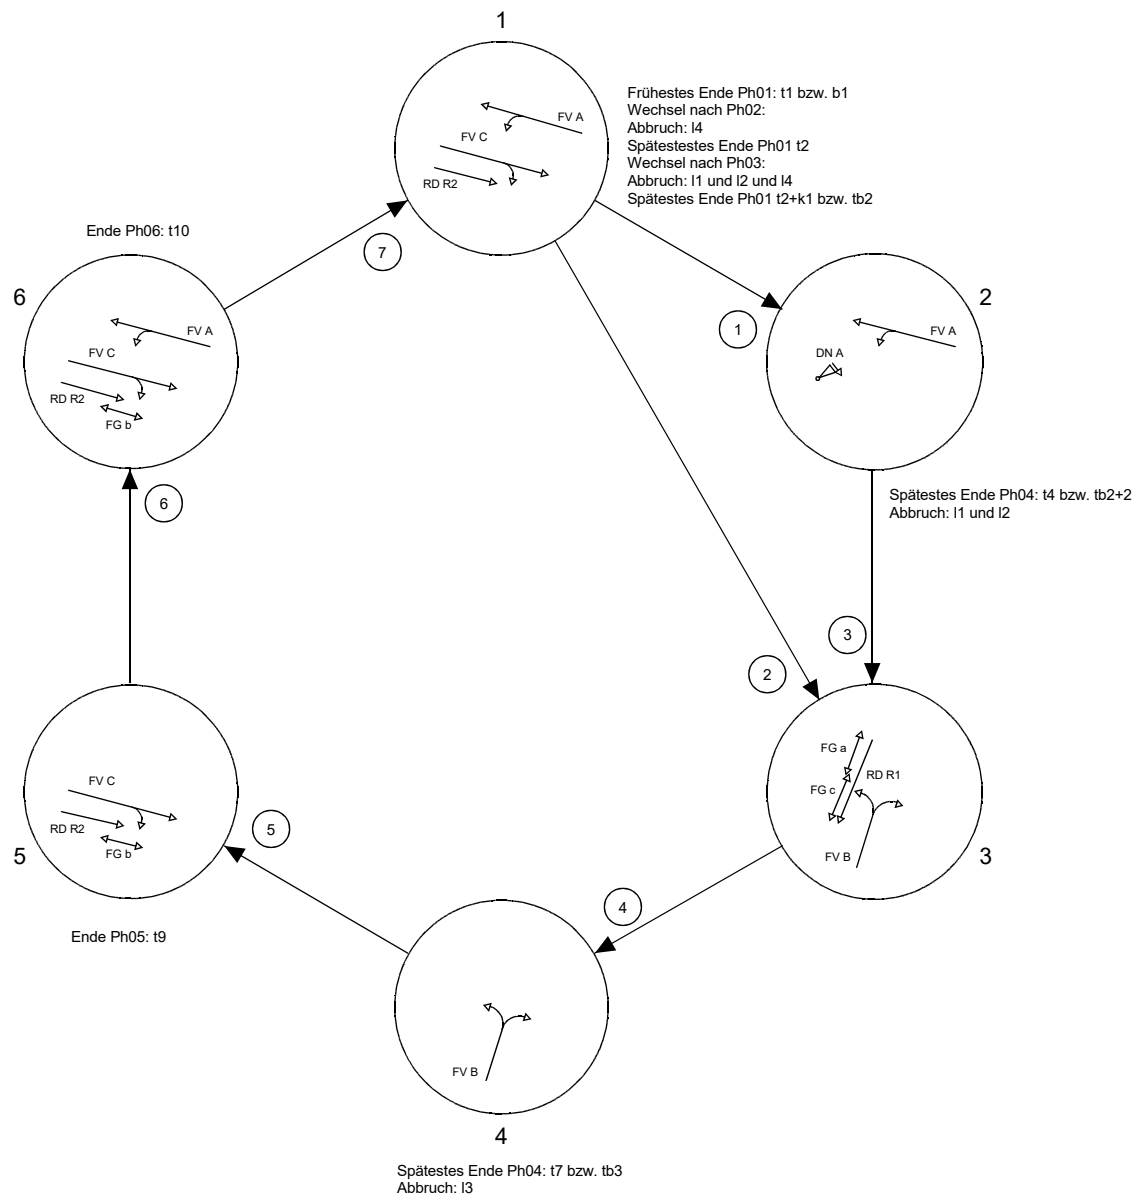 1
FV A
FV C
RD R2
Frühestes Ende Ph01: t1 bzw. b1
Wechsel nach Ph02:
Abbruch: l4
Spätestestes Ende Ph01 t2
Wechsel nach Ph03:
Abbruch: l1 und l2 und l4
Spätestes Ende Ph01 t2+k1 bzw. tb2
Ende Ph06: t10
7
6
FV A
FV C
RD R2
FG b
1
2
FV A
DN A
Spätestes Ende Ph04: t4 bzw. tb2+2
Abbruch: l1 und l2
6
3
2
FG a
RD R1
FG c
FV B
3
FV C
RD R2
FG b
5
5
Ende Ph05: t9
4
FV B
4
Spätestes Ende Ph04: t7 bzw. tb3
Abbruch: l3